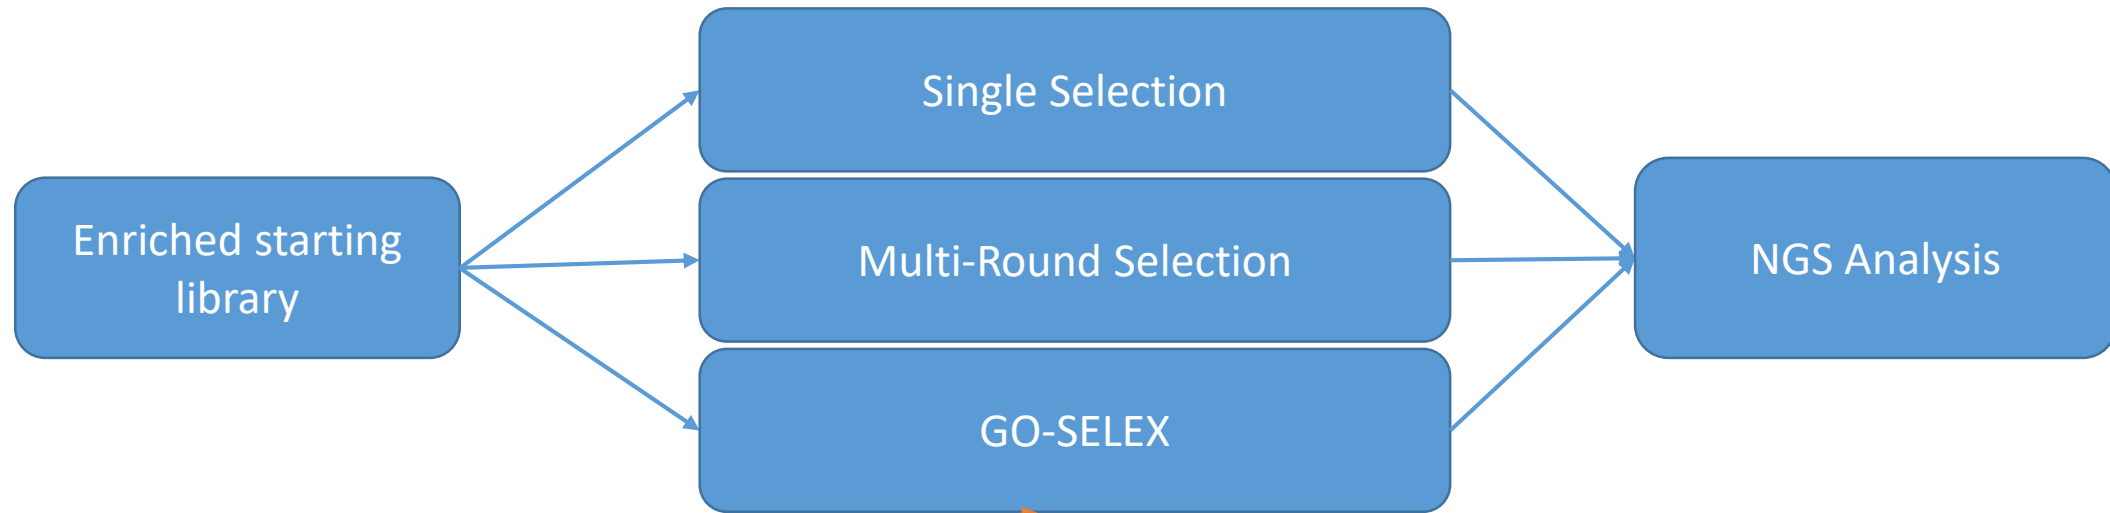 Single Selection
Enriched starting
library
Multi-Round Selection
NGS Analysis
GO-SELEX